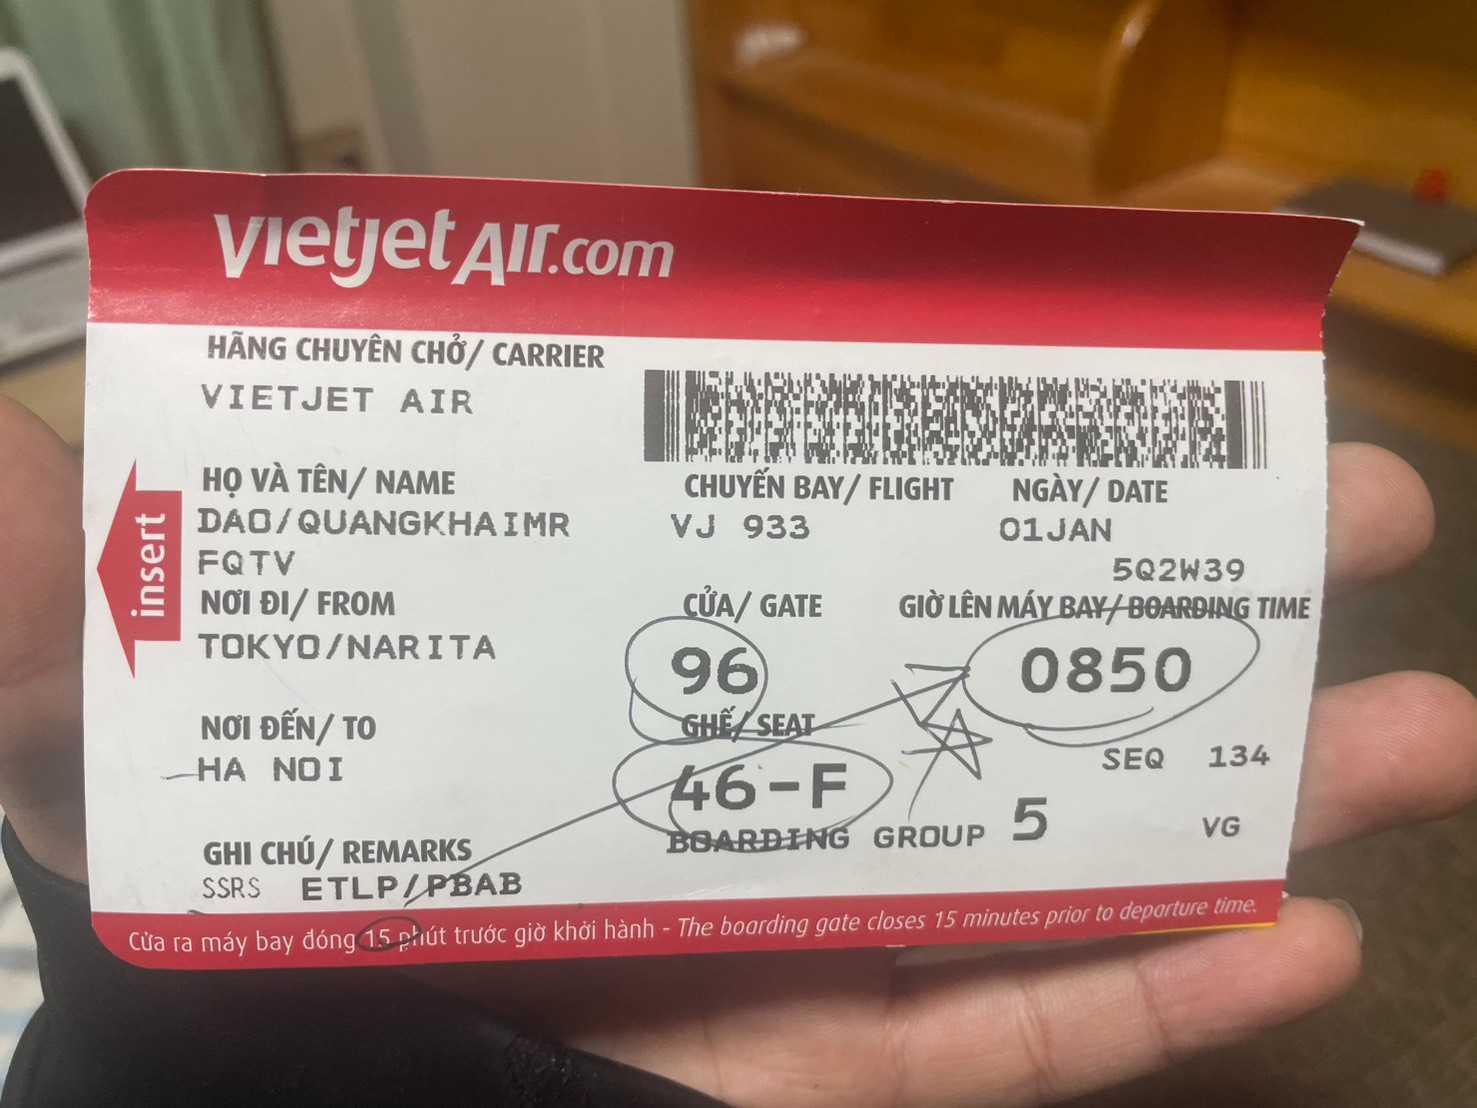 vietjetAir.com
HÃNG CHUYÊN CHỞ/ CARRIER
VIETJET AIR
HỌ VÀ TÊN/ NAME
DAO/QUANGKHAIMR
FQTV
CHUYẾN BAY/ FLIGHT
VJ 933
NGÀY/ DATE
01JAN
5Q2W39
insert
NƠI ĐI/ FROM
TOKYO/NARITA
CỬA/ GATE
96
GIỜ LÊN MÁY BAY/ BOARDING TIME
0850
NƠI ĐẾN/ TO
HA NOI
GHẾ/ SEAT
46-F
SEQ 134
BOARDING GROUP 5
VG
GHI CHÚ/ REMARKS
SSRS ETLP/PBAB
Cửa ra máy bay đóng 15 phút trước giờ khởi hành - The boarding gate closes 15 minutes prior to departure time.